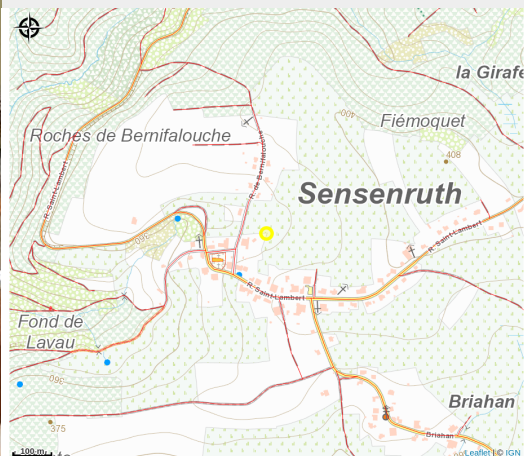 la Girafe
-400-
Fiémoquet
Roches de Bernifalouche
408
R. de Bernifalouche
R. Saint Lambert
Sensenruth
R. Saint Lambert
400
R. Saint Lambert
Fond de
Lavau
390
Briahan
375
Briahan
100 m
Leaflet | © IGN